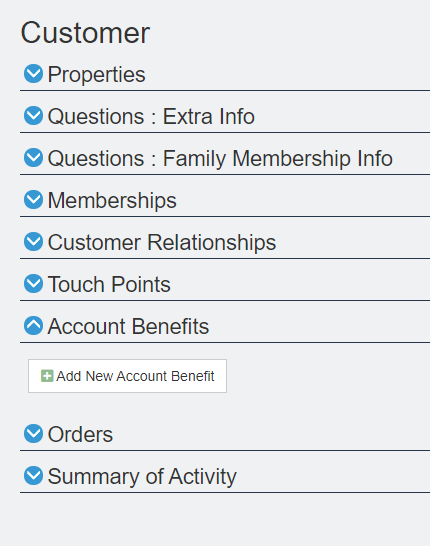 Customer
Properties
Questions : Extra Info
Questions : Family Membership Info
Memberships
Customer Relationships
Touch Points
Account Benefits
Add New Account Benefit
Orders
Summary of Activity